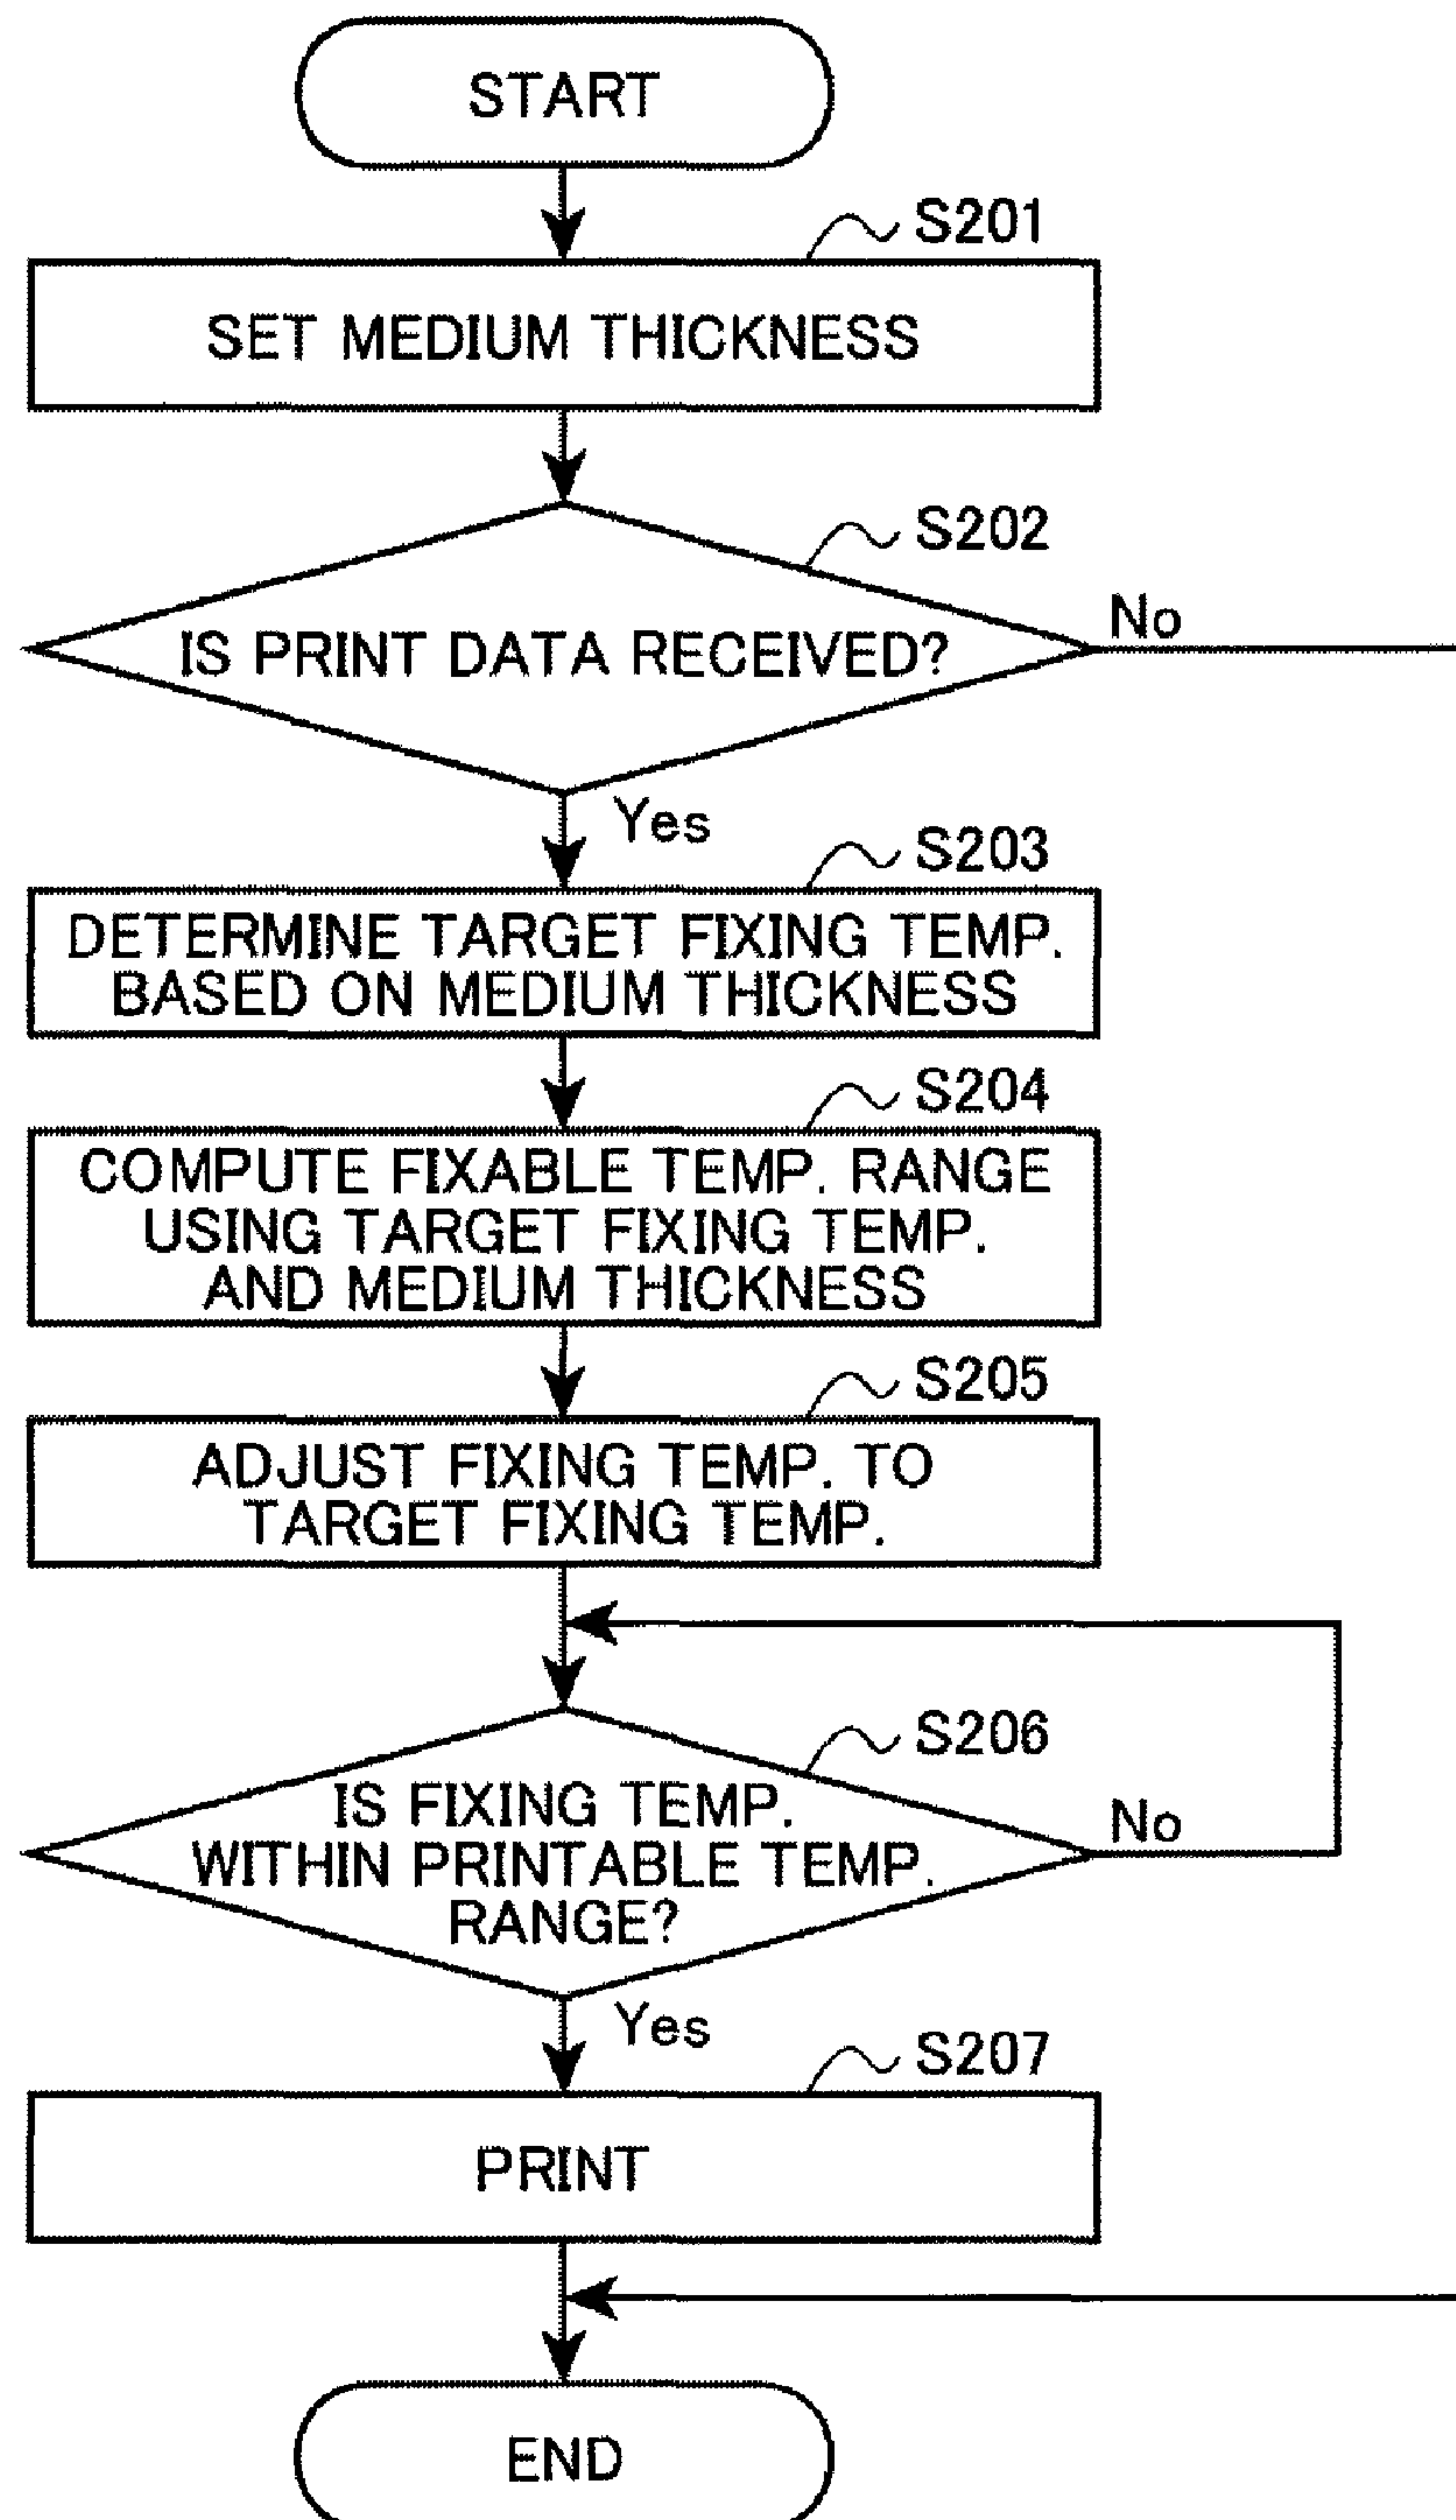 START
S201
SET MEDIUM THICKNESS
S202
IS PRINT DATA RECEIVED?
No
Yes
S203
DETERMINE TARGET FIXING TEMP.
BASED ON MEDIUM THICKNESS
S204
COMPUTE FIXABLE TEMP. RANGE
USING TARGET FIXING TEMP.
AND MEDIUM THICKNESS
S205
ADJUST FIXING TEMP. TO
TARGET FIXING TEMP.
S206
IS FIXING TEMP.
WITHIN PRINTABLE TEMP.
RANGE?
No
Yes
S207
PRINT
END